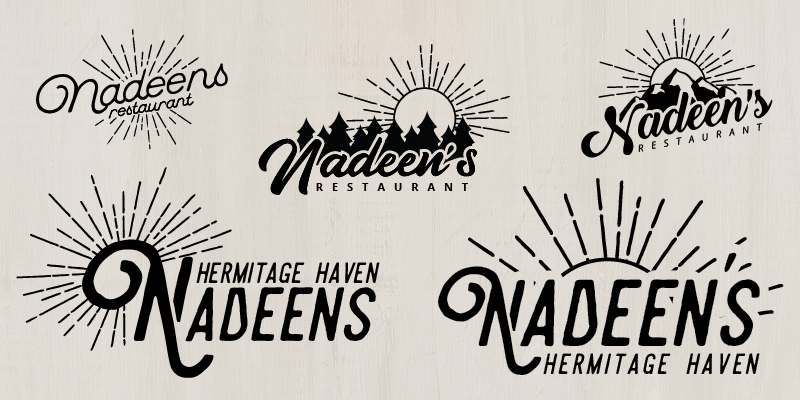 Nadeens
restaurant
Nadeen's
RESTAURANT
Nadeen's
RESTAURANT
HERMITAGE HAVEN
NADEENS
NADEEN'S
HERMITAGE HAVEN